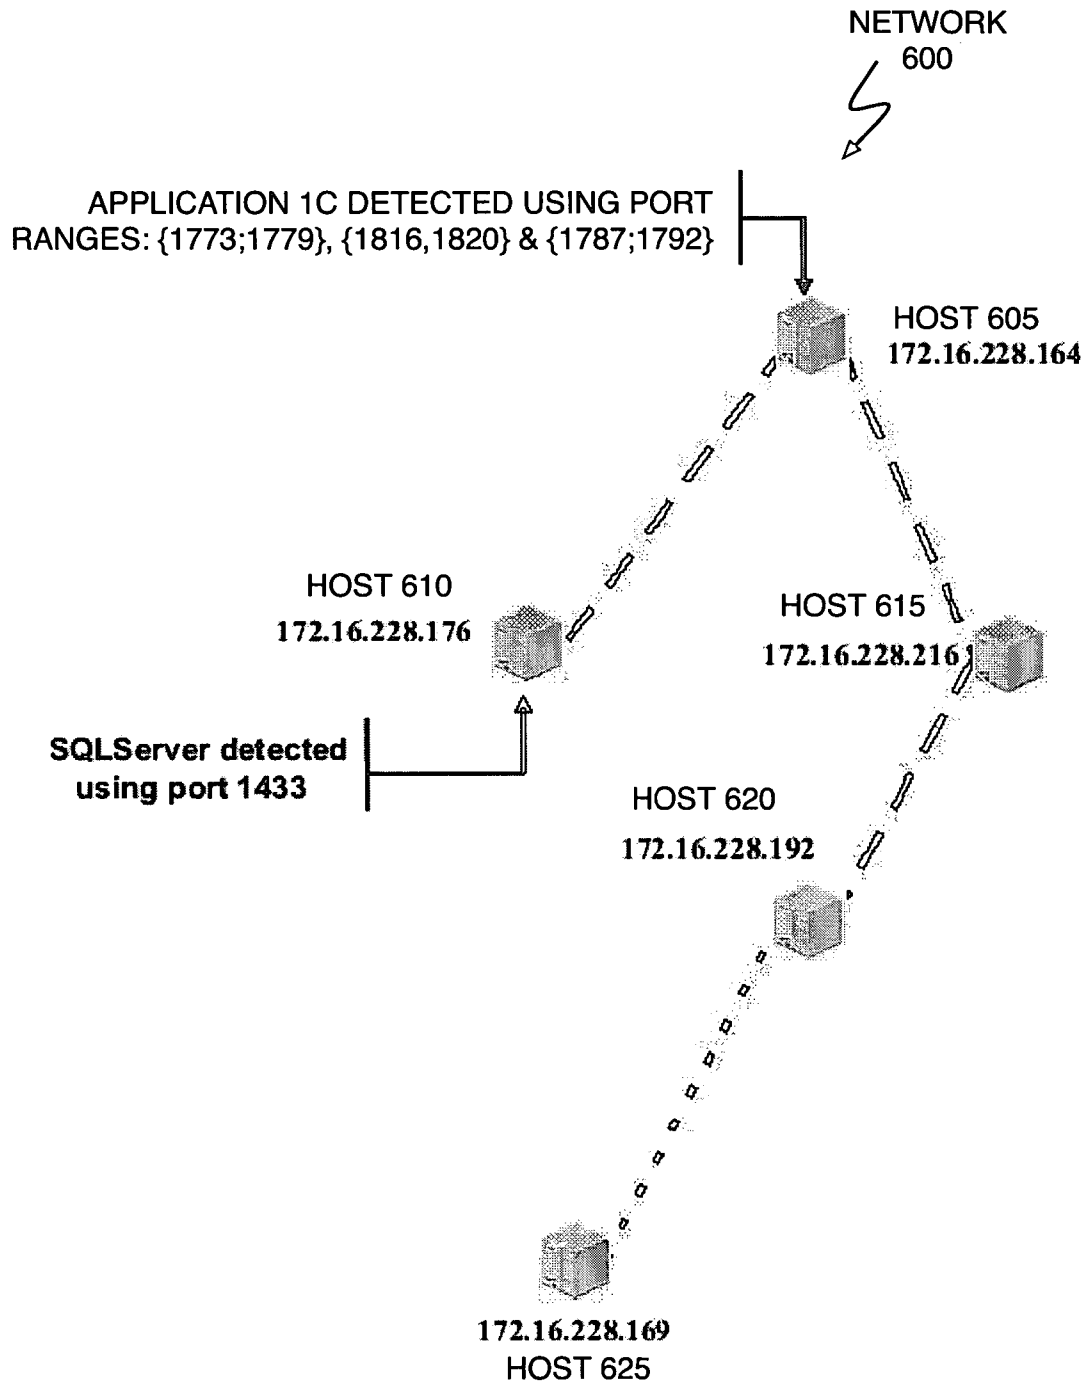 NETWORK
600
APPLICATION 1C DETECTED USING PORT
RANGES: {1773;1779}, {1816,1820} & {1787;1792}
HOST 605
172.16.228.164
HOST 610
172.16.228.176
HOST 615
172.16.228.216
SQLServer detected
using port 1433
HOST 620
172.16.228.192
172.16.228.169
HOST 625